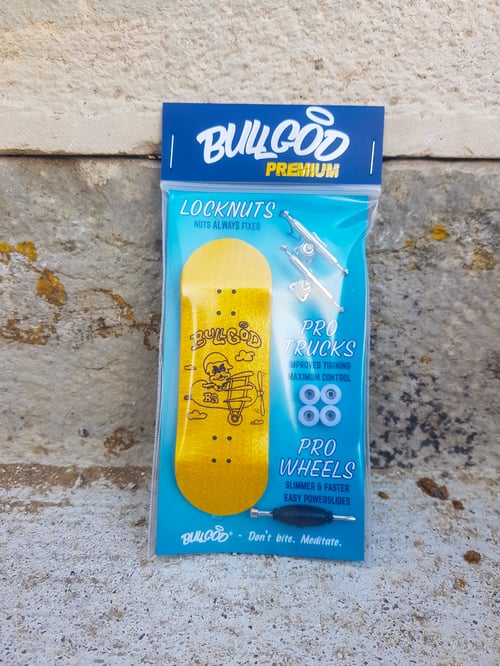 BULLGOD
PREMIUM
LOCKNUTS
NUTS ALWAYS FIXED
BULLGOD
PRO
TRUCKS
IMPROVED TURNING
MAXIMUM CONTROL
PRO
WHEELS
SLIMMER & FASTER
EASY POWERSLIDES
BULLGOD® - Don't bite. Meditate.